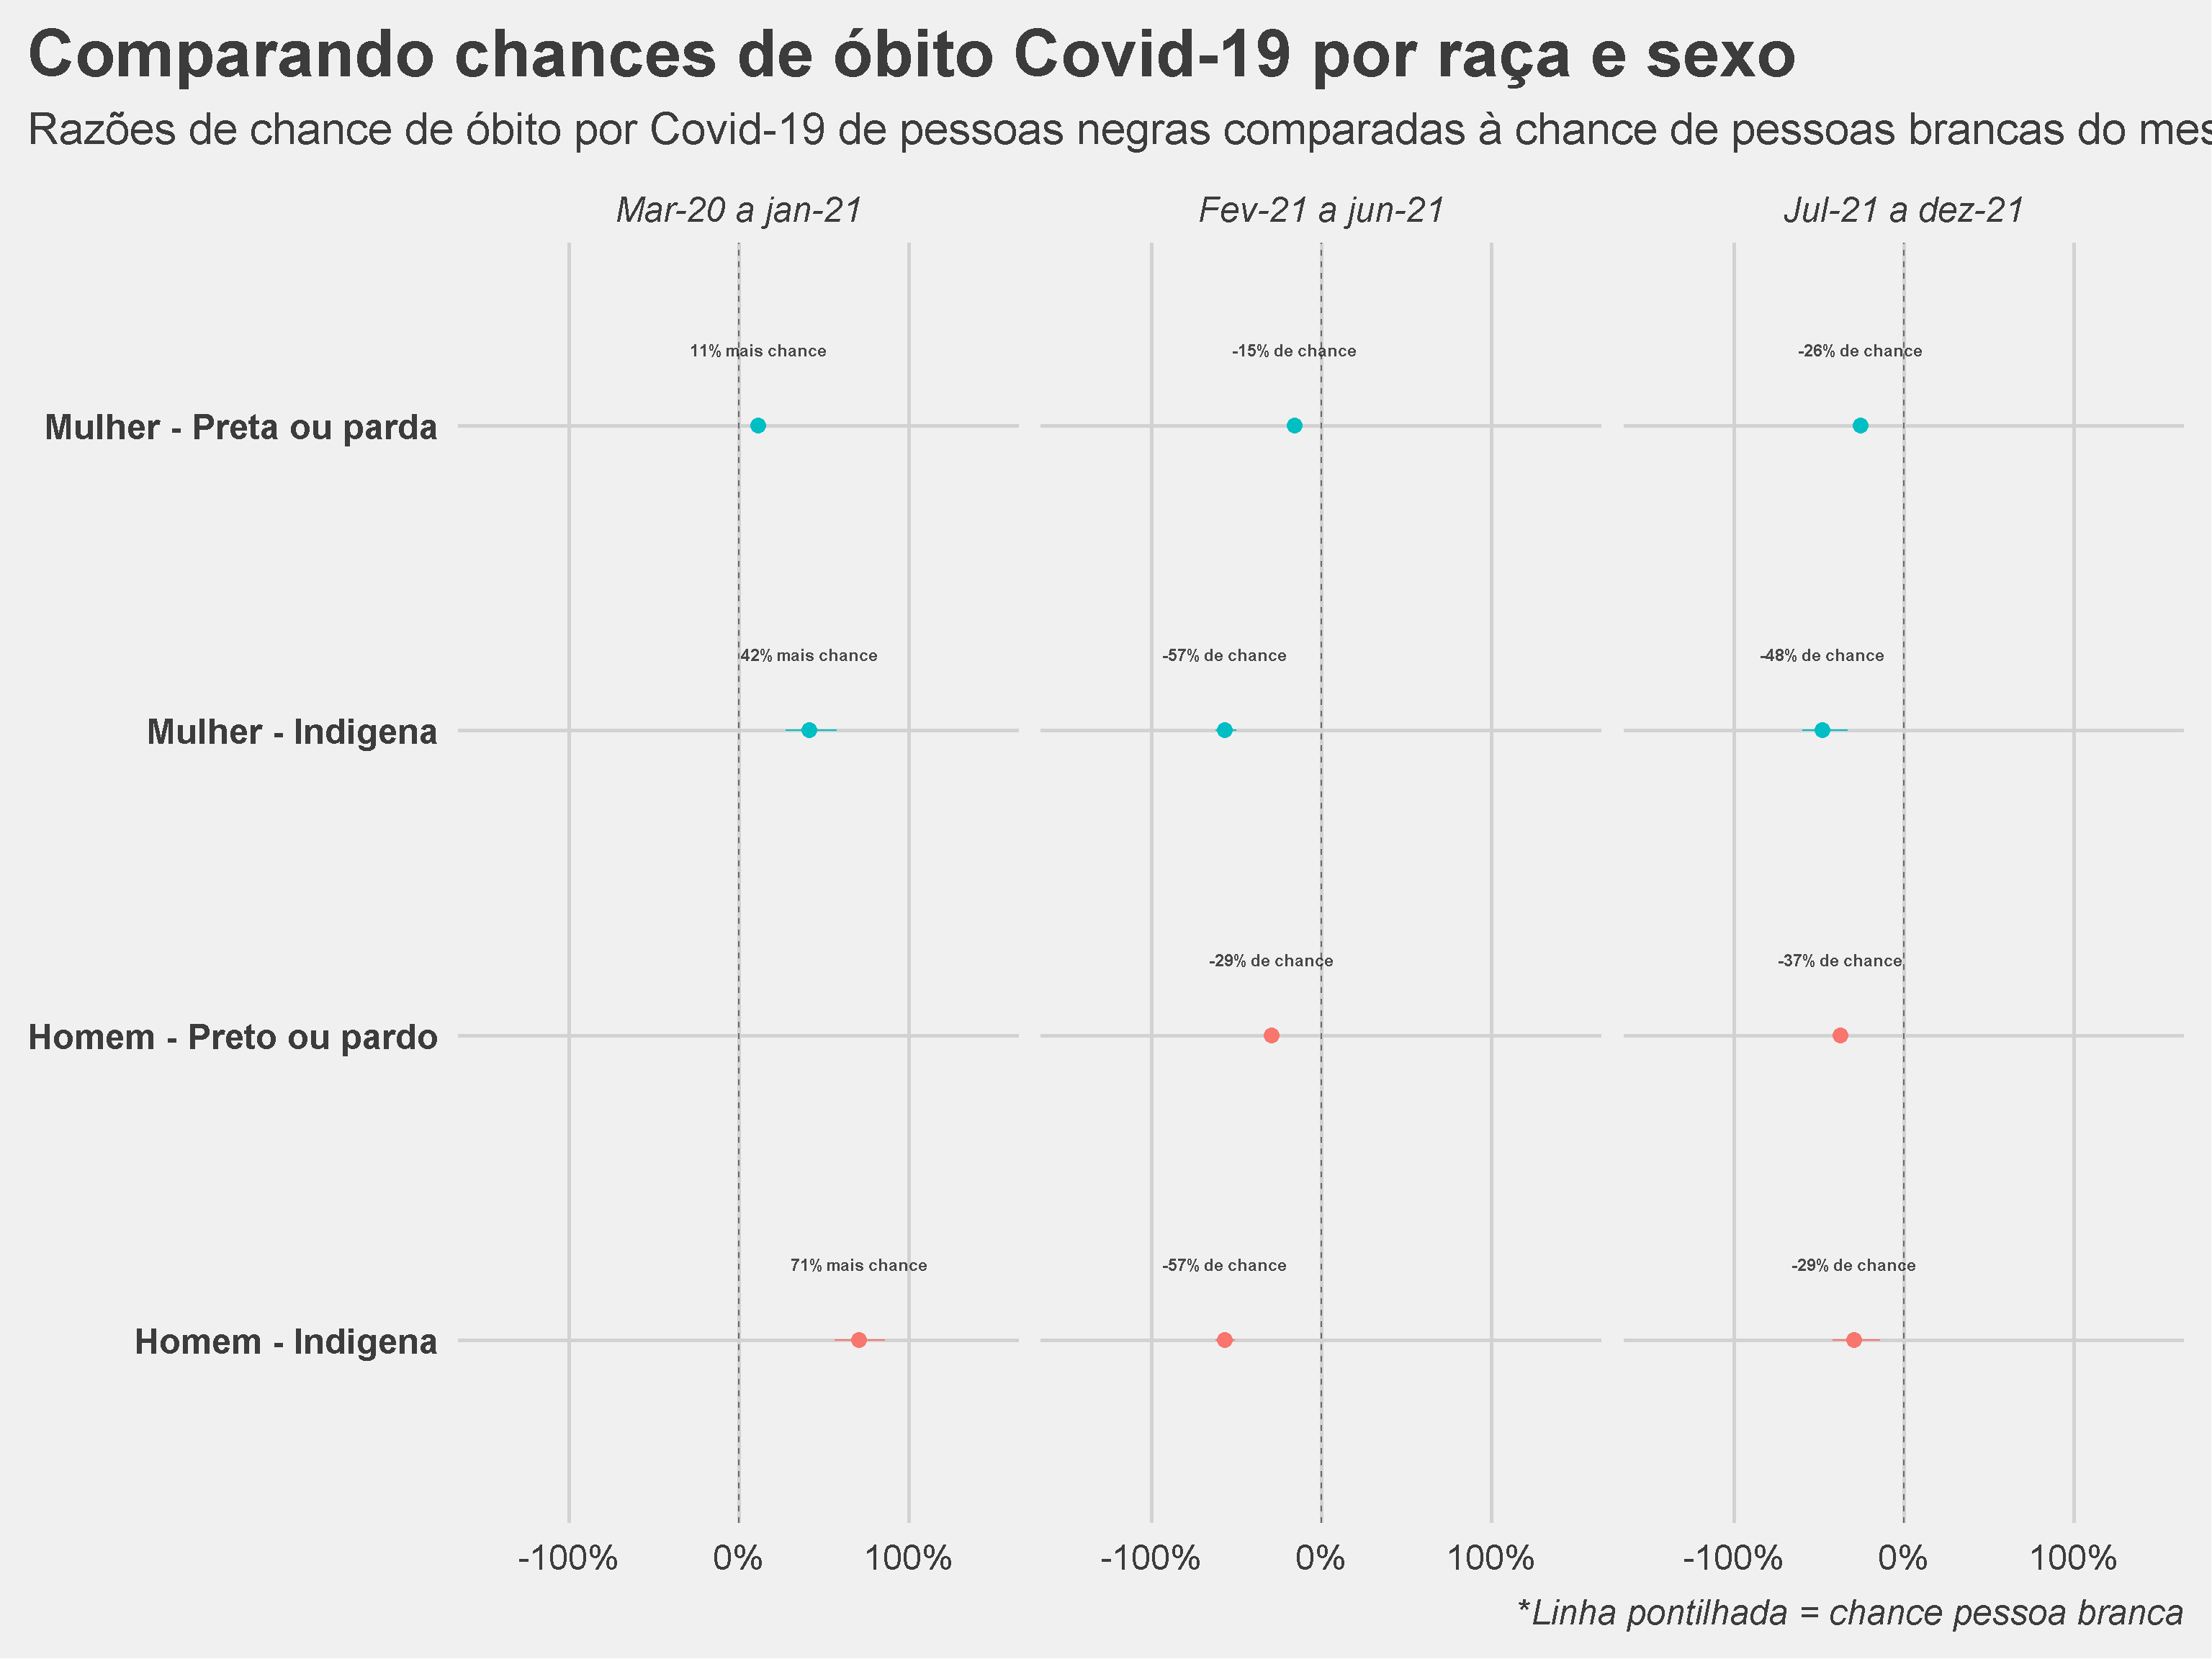 Comparando chances de óbito Covid-19 por raça e sexo
Razões de chance de óbito por Covid-19 de pessoas negras comparadas à chance de pessoas brancas do mes
Mar-20 a jan-21 Fev-21 a jun-21 Jul-21 a dez-21
11% mais chance -15% de chance -26% de chance
Mulher - Preta ou parda
42% mais chance -57% de chance -48% de chance
Mulher - Indigena
-29% de chance -37% de chance
Homem - Preto ou pardo
71% mais chance -57% de chance -29% de chance
Homem - Indigena
-100% 0% 100% -100% 0% 100% -100% 0% 100%
*Linha pontilhada = chance pessoa branca